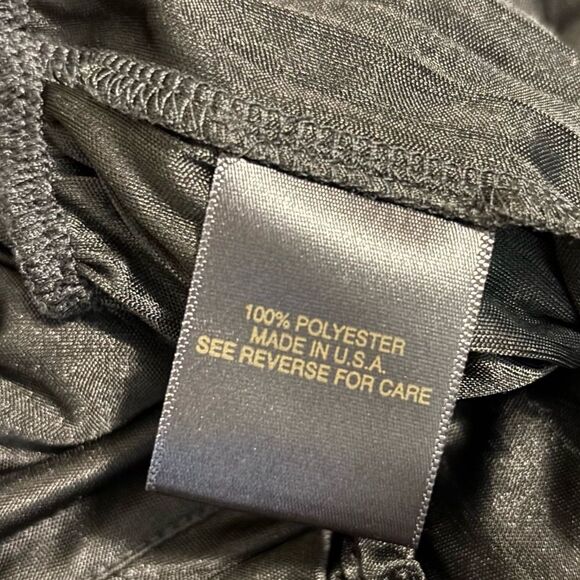 100% POLYESTER
MADE IN U.S.A.
SEE REVERSE FOR CARE